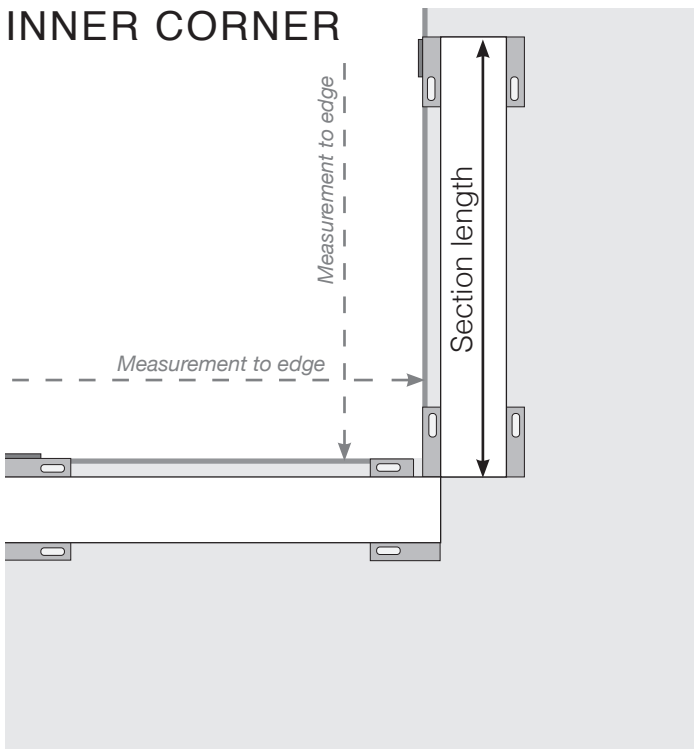 INNER CORNER
Measurement to edge
Section length
Measurement to edge